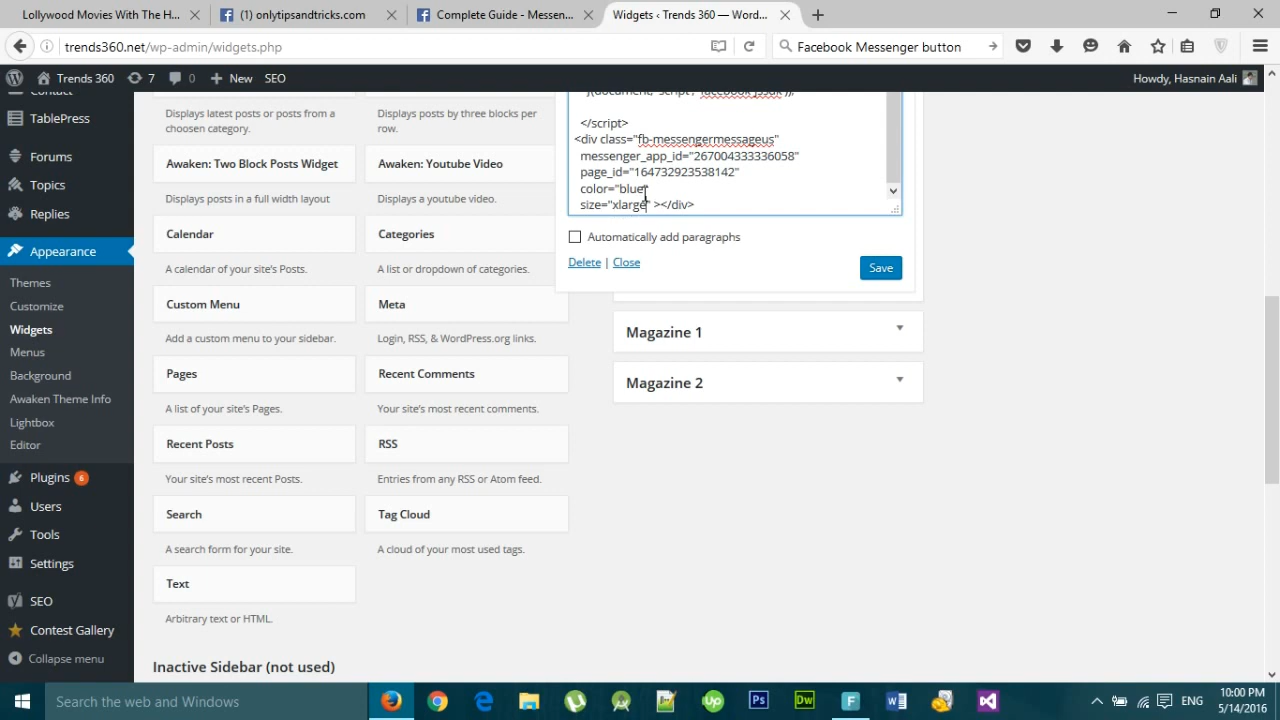 Lollywood Movies With The H...
(1) onlytipsandtricks.com
Complete Guide - Messen...
Widgets ‹ Trends 360 — Wor...
trends360.net/wp-admin/widgets.php
Facebook Messenger button
Trends 360
7
0
New
SEO
Howdy, Hasnain Aali
Contact
TablePress
Forums
Topics
Replies
Appearance
Themes
Customize
Widgets
Menus
Background
Awaken Theme Info
Lightbox
Editor
Plugins 6
Users
Tools
Settings
SEO
Contest Gallery
Collapse menu
Displays latest posts or posts from a choosen category.
Displays posts by three blocks per row.
Awaken: Two Block Posts Widget
Awaken: Youtube Video
Displays posts in a full width layout
Displays a youtube video.
Calendar
Categories
A calendar of your site's Posts.
A list or dropdown of categories.
Custom Menu
Meta
Add a custom menu to your sidebar.
Login, RSS, & WordPress.org links.
Pages
Recent Comments
A list of your site's Pages.
Your site's most recent comments.
Recent Posts
RSS
Your site's most recent Posts.
Entries from any RSS or Atom feed.
Search
Tag Cloud
A search form for your site.
A cloud of your most used tags.
Text
Arbitrary text or HTML.
Inactive Sidebar (not used)
}(document, 'script', 'facebook-jssdk'));
</script>
<div class="fb-messengermessageus"
messenger_app_id="267004333336058"
page_id="164732923538142"
color="blue"
size="xlarge" ></div>
Automatically add paragraphs
Delete | Close
Save
Magazine 1
Magazine 2
Search the web and Windows
ENG
10:00 PM
5/14/2016